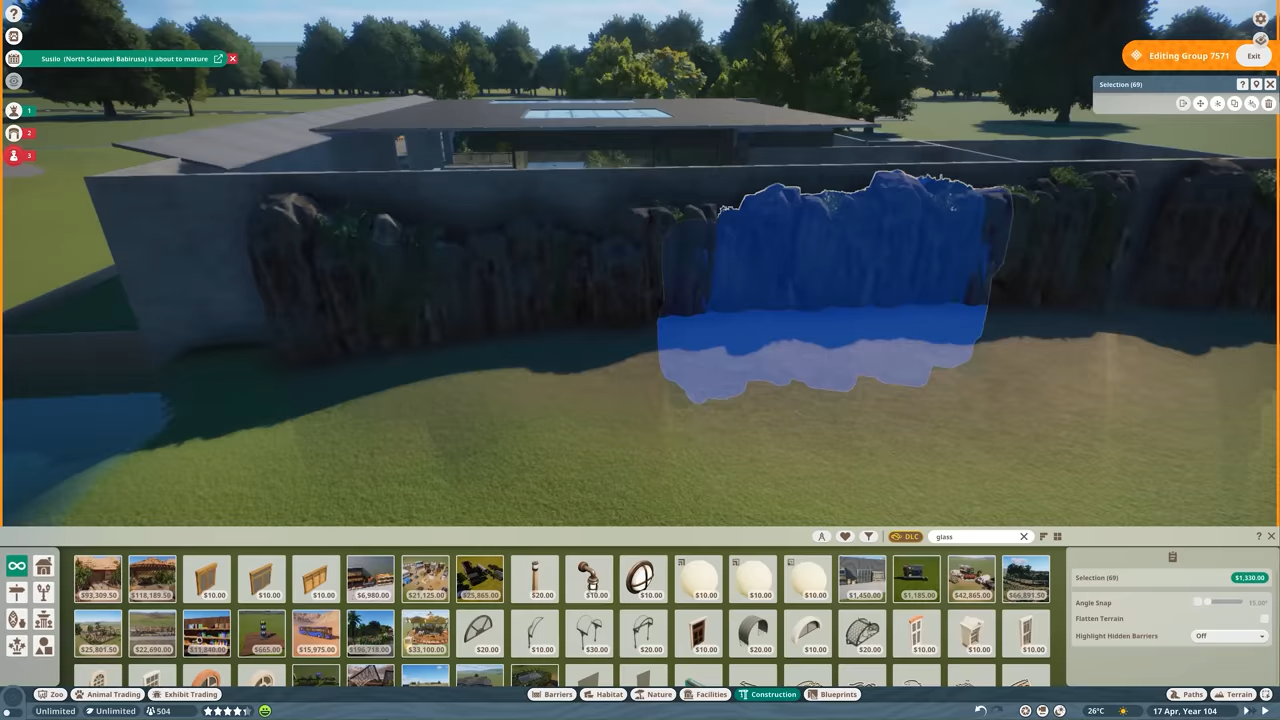 Susilo (North Sulawesi Babirusa) is about to mature
1
2
3
Editing Group 7571
Exit
Selection (69)
?
DLC
glass
$93,309.50
$118,189.50
$10.00
$10.00
$10.00
$6,980.00
$21,125.00
$25,865.00
$20.00
$10.00
$10.00
$10.00
$10.00
$10.00
$1,450.00
$1,185.00
$42,865.00
$66,891.50
$25,801.50
$22,690.00
$11,840.00
$665.00
$15,975.00
$196,718.00
$33,100.00
$20.00
$10.00
$30.00
$20.00
$10.00
$20.00
$10.00
$20.00
$10.00
$10.00
$10.00
Selection (69)
$1,330.00
Angle Snap
15.00°
Flatten Terrain
Highlight Hidden Barriers
Off
Zoo
Animal Trading
Exhibit Trading
Barriers
Habitat
Nature
Facilities
Construction
Blueprints
Paths
Terrain
Unlimited
Unlimited
504
26°C
17 Apr, Year 104